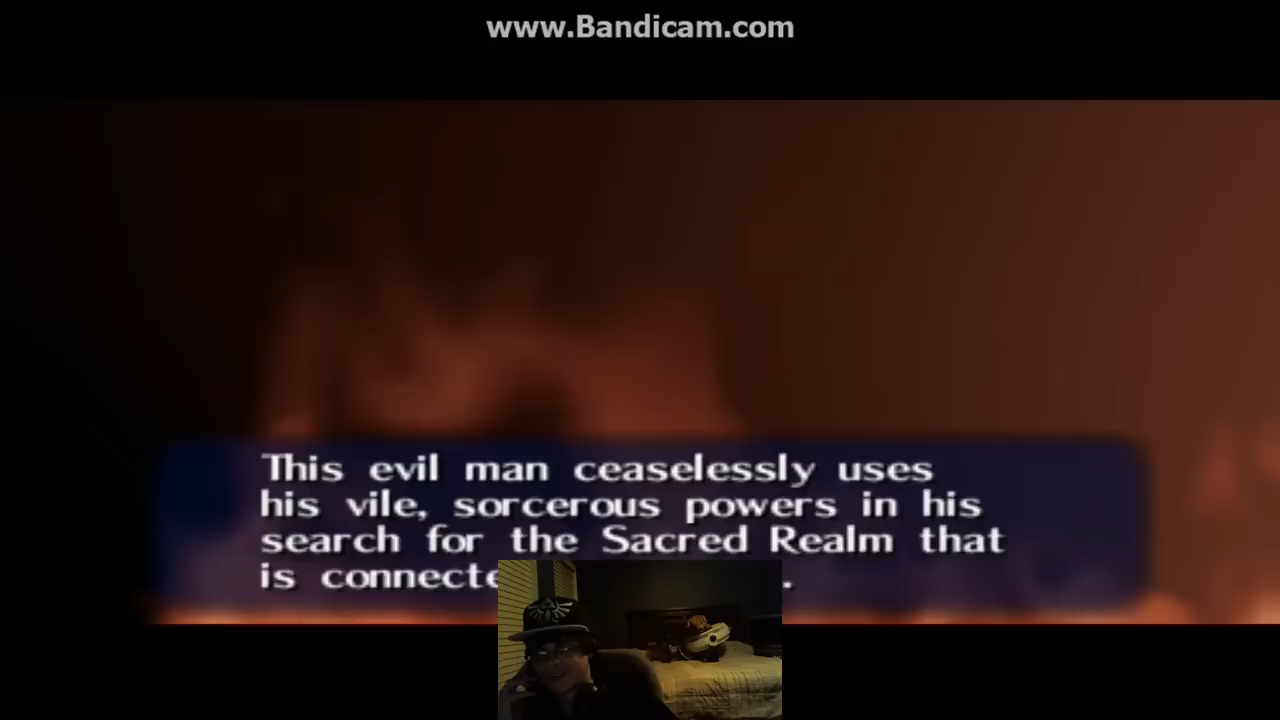 www.Bandicam.com
This evil man ceaselessly uses
his vile, sorcerous powers in his
search for the Sacred Realm that
is